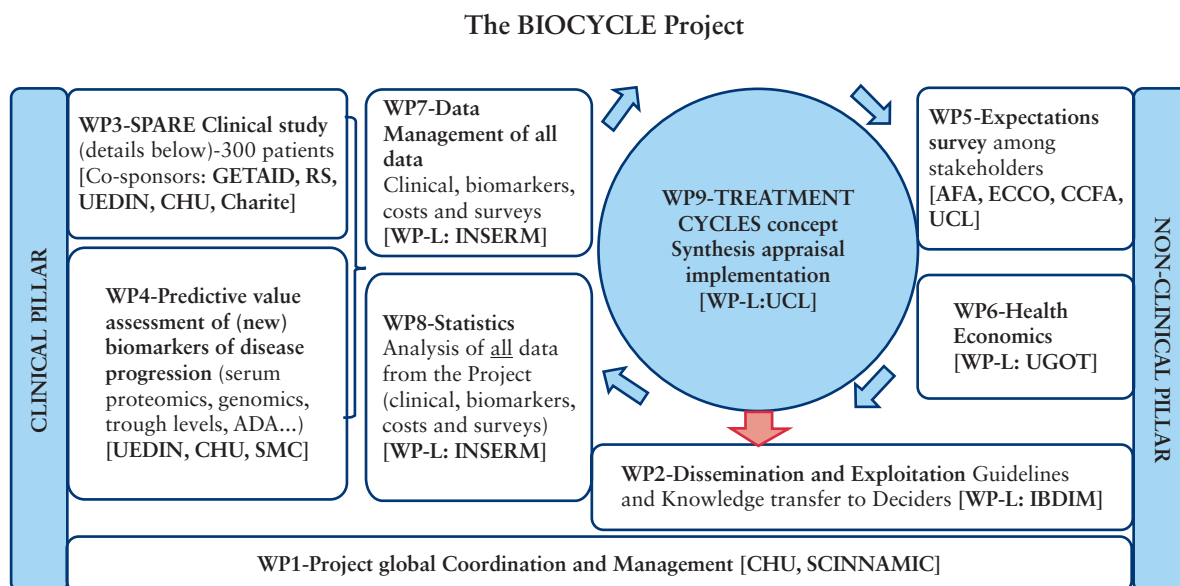 The BIOCYCLE Project
CLINICAL PILLAR
WP3-SPARE Clinical study
(details below)-300 patients
[Co-sponsors: GETAID, RS,
UEDIN, CHU, Charite]
WP4-Predictive value
assessment of (new)
biomarkers of disease
progression (serum
proteomics, genomics,
trough levels, ADA...)
[UEDIN, CHU, SMC]
WP7-Data
Management of all
data
Clinical, biomarkers,
costs and surveys
[WP-L: INSERM]
WP8-Statistics
Analysis of all data
from the Project
(clinical, biomarkers,
costs and surveys)
[WP-L: INSERM]
WP9-TREATMENT
CYCLES concept
Synthesis appraisal
implementation
[WP-L:UCL]
WP5-Expectations
survey among
stakeholders
[AFA, ECCO, CCFA,
UCL]
WP6-Health
Economics
[WP-L: UGOT]
NON-CLINICAL PILLAR
WP2-Dissemination and Exploitation Guidelines
and Knowledge transfer to Deciders [WP-L: IBDIM]
WP1-Project global Coordination and Management [CHU, SCINNAMIC]